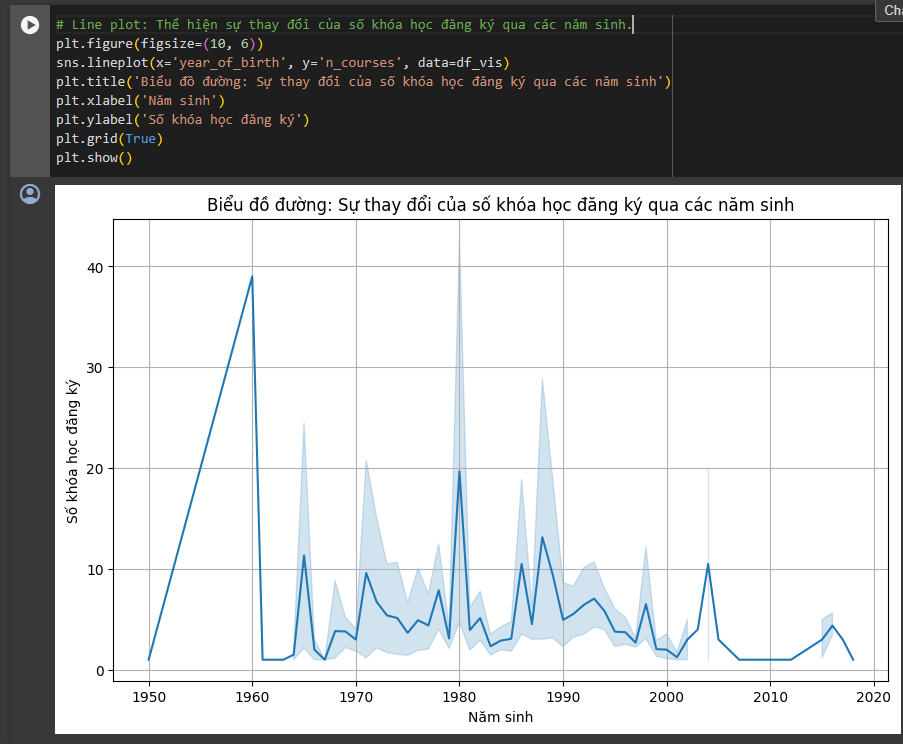 Cha
# Line plot: Thể hiện sự thay đổi của số khóa học đăng ký qua các năm sinh.
plt.figure(figsize=(10, 6))
sns.lineplot(x='year_of_birth', y='n_courses', data=df_vis)
plt.title('Biểu đồ đường: Sự thay đổi của số khóa học đăng ký qua các năm sinh')
plt.xlabel('Năm sinh')
plt.ylabel('Số khóa học đăng ký')
plt.grid(True)
plt.show()
Biểu đồ đường: Sự thay đổi của số khóa học đăng ký qua các năm sinh
Số khóa học đăng ký
40
30
20
10
0
1950 1960 1970 1980 1990 2000 2010 2020
Năm sinh